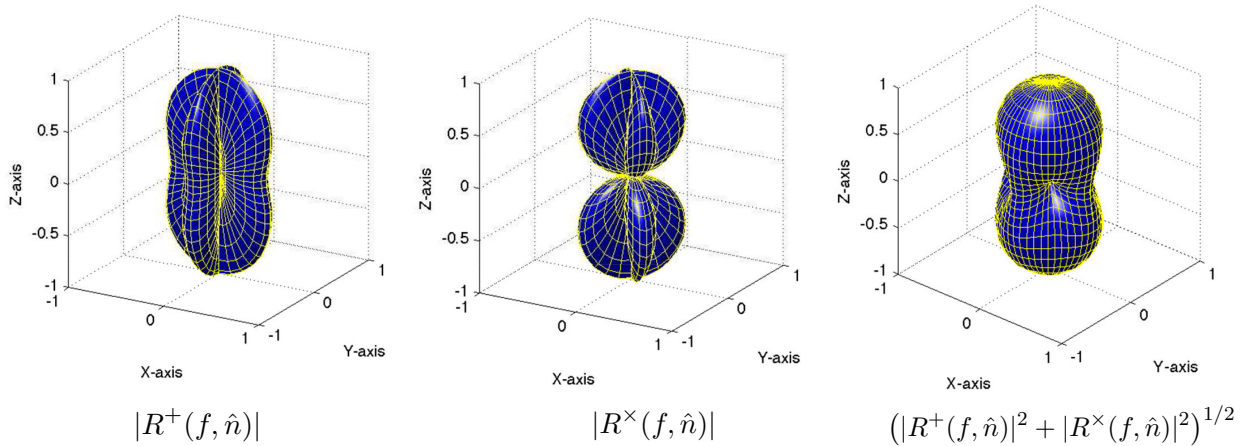 1
0.5
0
-0.5
-1
-1
0
1
-1
0
1
Z-axis
X-axis
Y-axis
|R^+(f, n̂)|
1
0.5
0
-0.5
-1
-1
0
1
-1
0
1
Z-axis
X-axis
Y-axis
|R^×(f, n̂)|
1
0.5
0
-0.5
-1
-1
0
1
-1
0
1
Z-axis
X-axis
Y-axis
(|R^+(f, n̂)|^2 + |R^×(f, n̂)|^2)^{1/2}